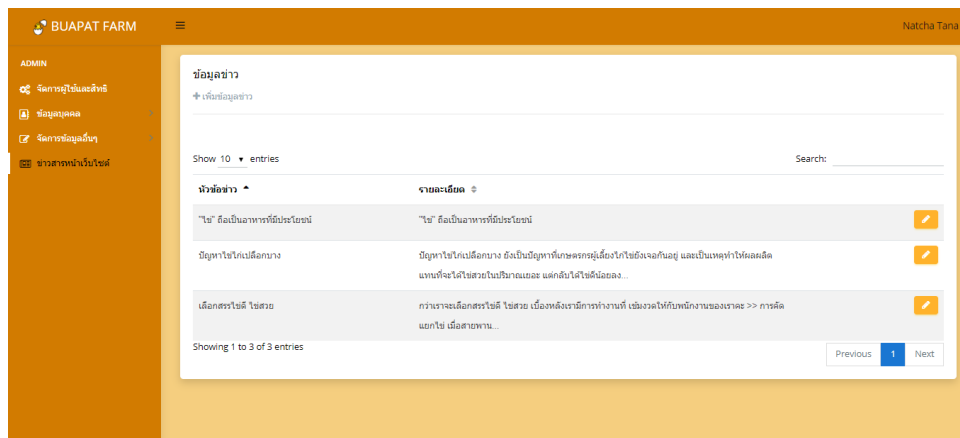 BUAPAT FARM
Natcha Tana
ADMIN
จัดการผู้ใช้และสิทธิ
ข้อมูลบุคคล
จัดการข้อมูลอื่นๆ
ข่าวสารหน้าเว็บไซต์
ข้อมูลข่าว
+ เพิ่มข้อมูลข่าว
Show 10 entries
Search:
หัวข้อข่าว รายละเอียด
"ไข่" ถือเป็นอาหารที่มีประโยชน์ "ไข่" ถือเป็นอาหารที่มีประโยชน์
ปัญหาไข่ไก่เปลือกบาง ปัญหาไข่ไก่เปลือกบาง ยังเป็นปัญหาที่เกษตรกรผู้เลี้ยงไก่ไข่ยังเจอกันอยู่ และเป็นเหตุทำให้ผลผลิต
แทนที่จะได้ไข่สวยในปริมาณเยอะ แต่กลับได้ไข่ดีน้อยลง...
เลือกสรรไข่ดี ไข่สวย กว่าเราจะเลือกสรรไข่ดี ไข่สวย เบื้องหลังเรามีการทำงานที่ เข้มงวดให้กับพนักงานของเราคะ >> การคัด
แยกไข่ เมื่อสายพาน...
Showing 1 to 3 of 3 entries
Previous 1 Next